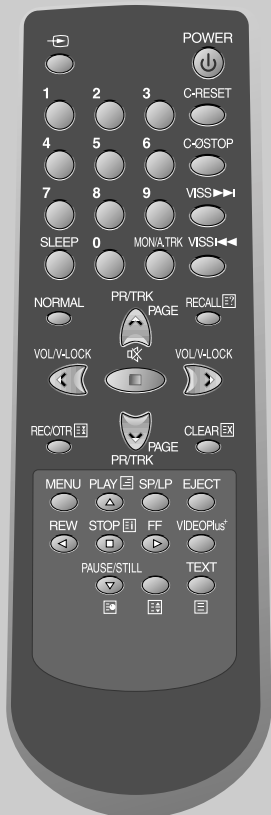 POWER
1 2 3 C-RESET
4 5 6 C-ØSTOP
7 8 9 VISS
SLEEP 0 MON/A.TRK VISS
NORMAL PR/TRK PAGE RECALL
VOL/V-LOCK VOL/V-LOCK
REC/OTR PAGE CLEAR
PR/TRK
MENU PLAY SP/LP EJECT
REW STOP FF VIDEOPlus+
PAUSE/STILL TEXT